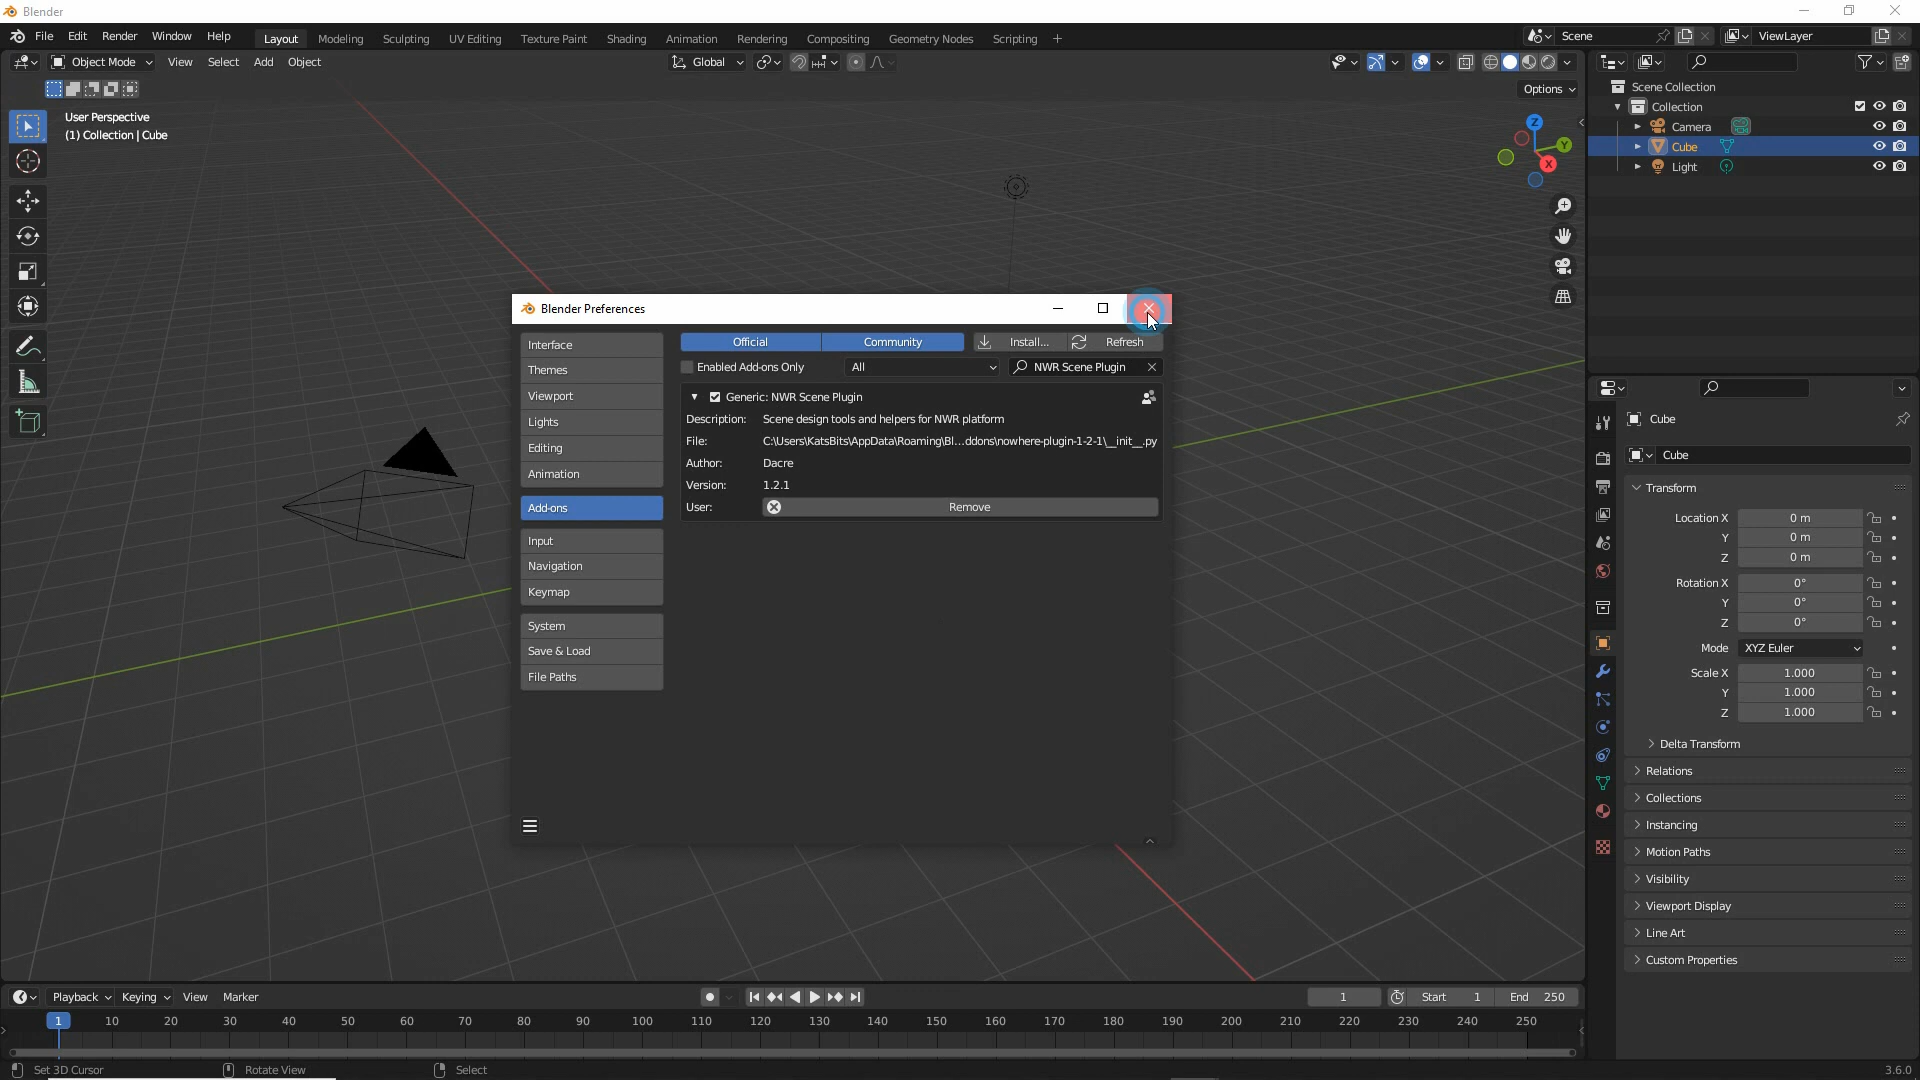 Blender
File Edit Render Window Help
Layout Modeling Sculpting UV Editing Texture Paint Shading Animation Rendering Compositing Geometry Nodes Scripting +
Scene
ViewLayer
Object Mode View Select Add Object
Global
Options
User Perspective
(1) Collection | Cube
Z
Y
X
Scene Collection
Collection
Camera
Cube
Light
Blender Preferences
Interface
Themes
Viewport
Lights
Editing
Animation
Add-ons
Input
Navigation
Keymap
System
Save & Load
File Paths
Official Community Install... Refresh
Enabled Add-ons Only All NWR Scene Plugin
Generic: NWR Scene Plugin
Description: Scene design tools and helpers for NWR platform
File: C:\Users\KatsBits\AppData\Roaming\Bl...ddons\nowhere-plugin-1-2-1\__init__.py
Author: Dacre
Version: 1.2.1
User: Remove
Cube
Cube
Transform
Location X 0 m
Y 0 m
Z 0 m
Rotation X 0°
Y 0°
Z 0°
Mode XYZ Euler
Scale X 1.000
Y 1.000
Z 1.000
Delta Transform
Relations
Collections
Instancing
Motion Paths
Visibility
Viewport Display
Line Art
Custom Properties
Playback Keying View Marker
1 Start 1 End 250
1 10 20 30 40 50 60 70 80 90 100 110 120 130 140 150 160 170 180 190 200 210 220 230 240 250
Set 3D Cursor Rotate View Select 3.6.0